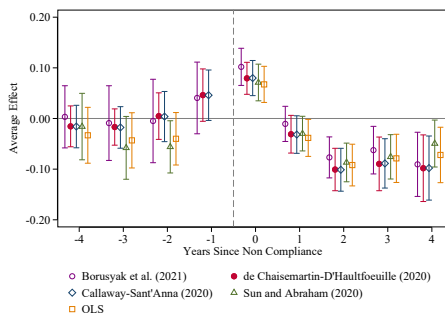 0.20
0.10
0.00
-0.10
-0.20
Average Effect
-4 -3 -2 -1 0 1 2 3 4
Years Since Non Compliance
Borusyak et al. (2021) de Chaisemartin-D'Haultfoeuille (2020)
Callaway-Sant'Anna (2020) Sun and Abraham (2020)
OLS